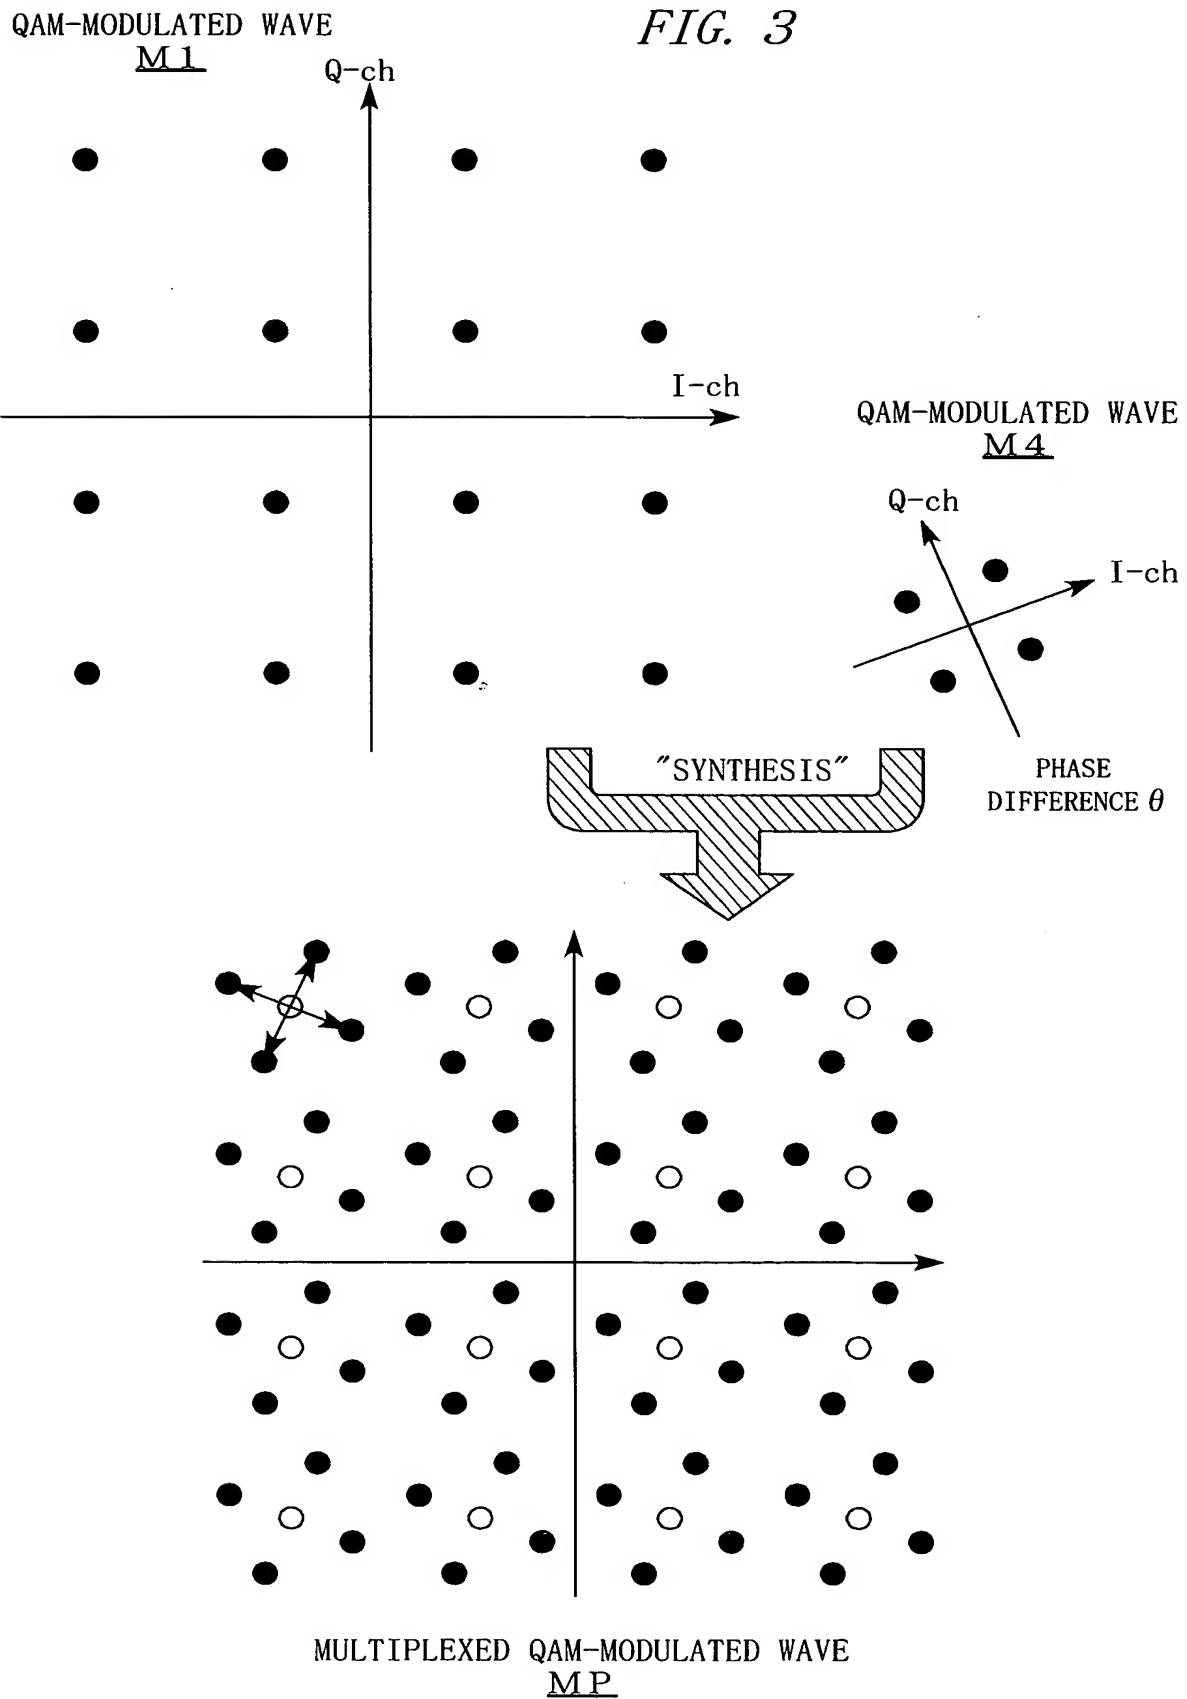 QAM-MODULATED WAVE
M1
FIG. 3
Q-ch
I-ch
QAM-MODULATED WAVE
M4
Q-ch
I-ch
"SYNTHESIS"
PHASE
DIFFERENCE θ
MULTIPLEXED QAM-MODULATED WAVE
MP